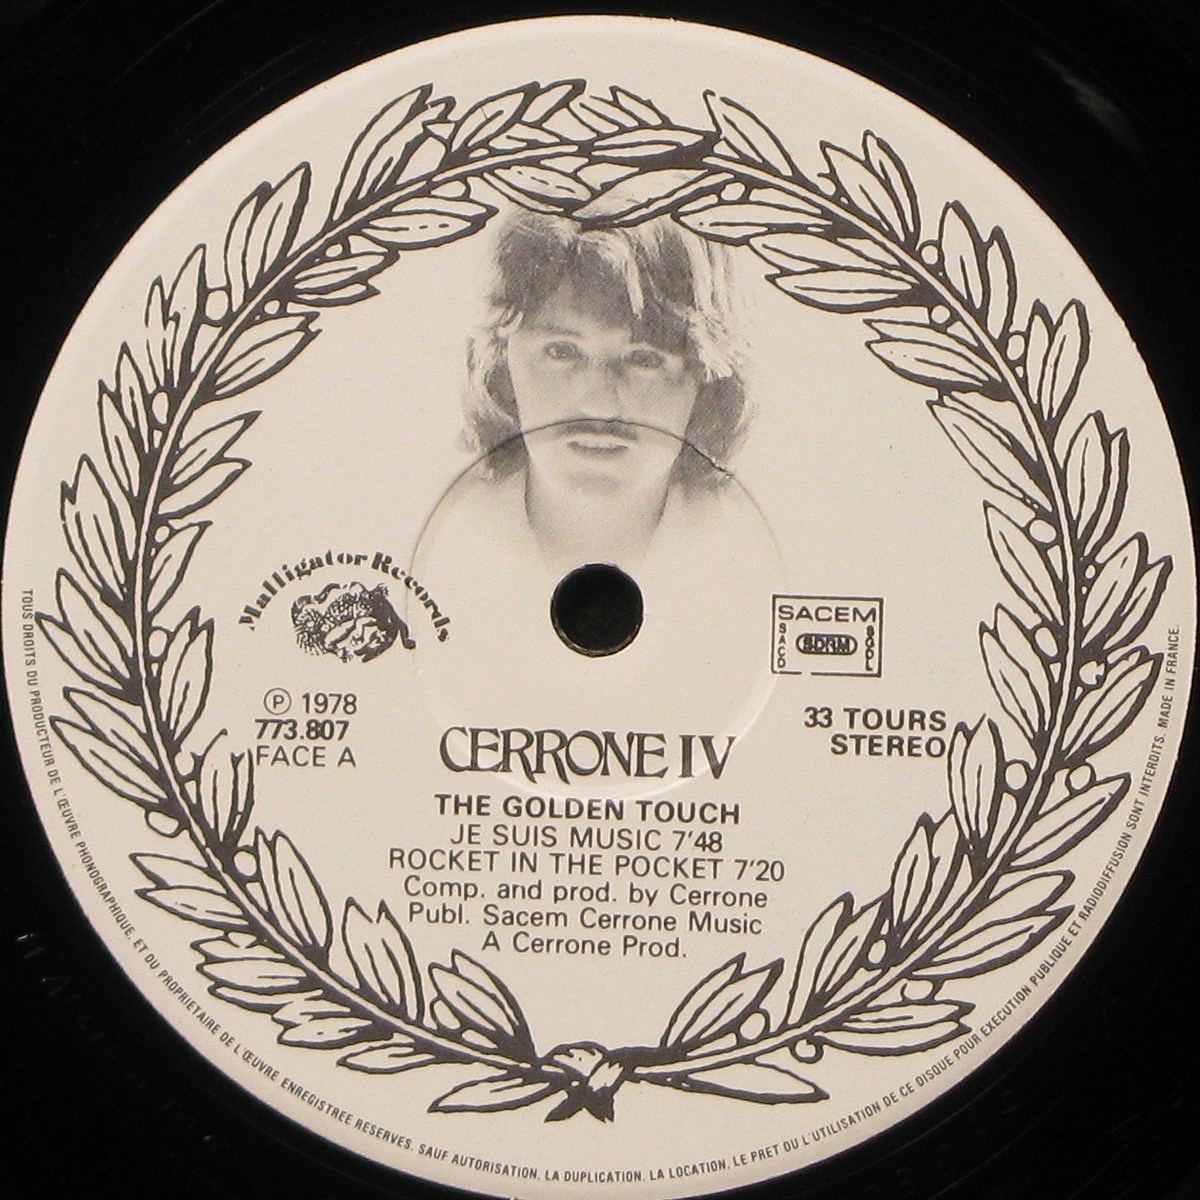 Malligator Records
SACEM
SACD
SDRM
SGDL
℗ 1978
773.807
FACE A
33 TOURS
STEREO
CERRONE IV
THE GOLDEN TOUCH
JE SUIS MUSIC 7'48
ROCKET IN THE POCKET 7'20
Comp. and prod. by Cerrone
Publ. Sacem Cerrone Music
A Cerrone Prod.
TOUS DROITS DU PRODUCTEUR DE L'ŒUVRE PHONOGRAPHIQUE, ET DU PROPRIETAIRE DE L'ŒUVRE ENREGISTREE RESERVES. SAUF AUTORISATION, LA DUPLICATION, LA LOCATION, LE PRET OU L'UTILISATION DE CE DISQUE POUR EXECUTION PUBLIQUE ET RADIODIFFUSION SONT INTERDITS. MADE IN FRANCE.